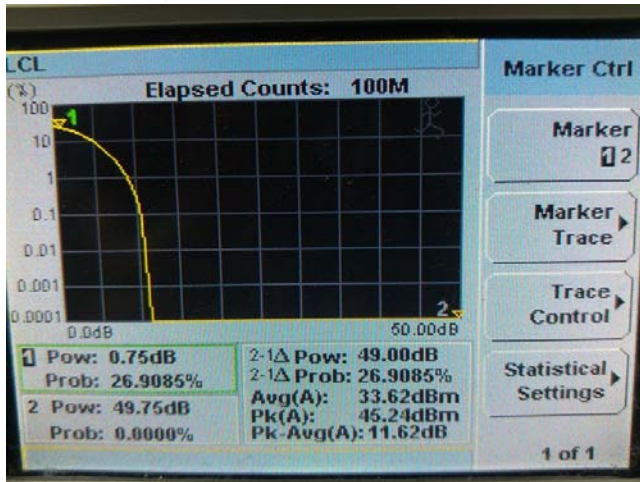 LCL
Marker Ctrl
(%)
Elapsed Counts: 100M
100
10
1
0.1
0.01
0.001
0.0001
1
2
0.0dB
50.00dB
1 Pow: 0.75dB
Prob: 26.9085%
2 Pow: 49.75dB
Prob: 0.0000%
2-1Δ Pow: 49.00dB
2-1Δ Prob: 26.9085%
Avg(A): 33.62dBm
Pk(A): 45.24dBm
Pk-Avg(A): 11.62dB
Marker
1 2
Marker
Trace
Trace
Control
Statistical
Settings
1 of 1